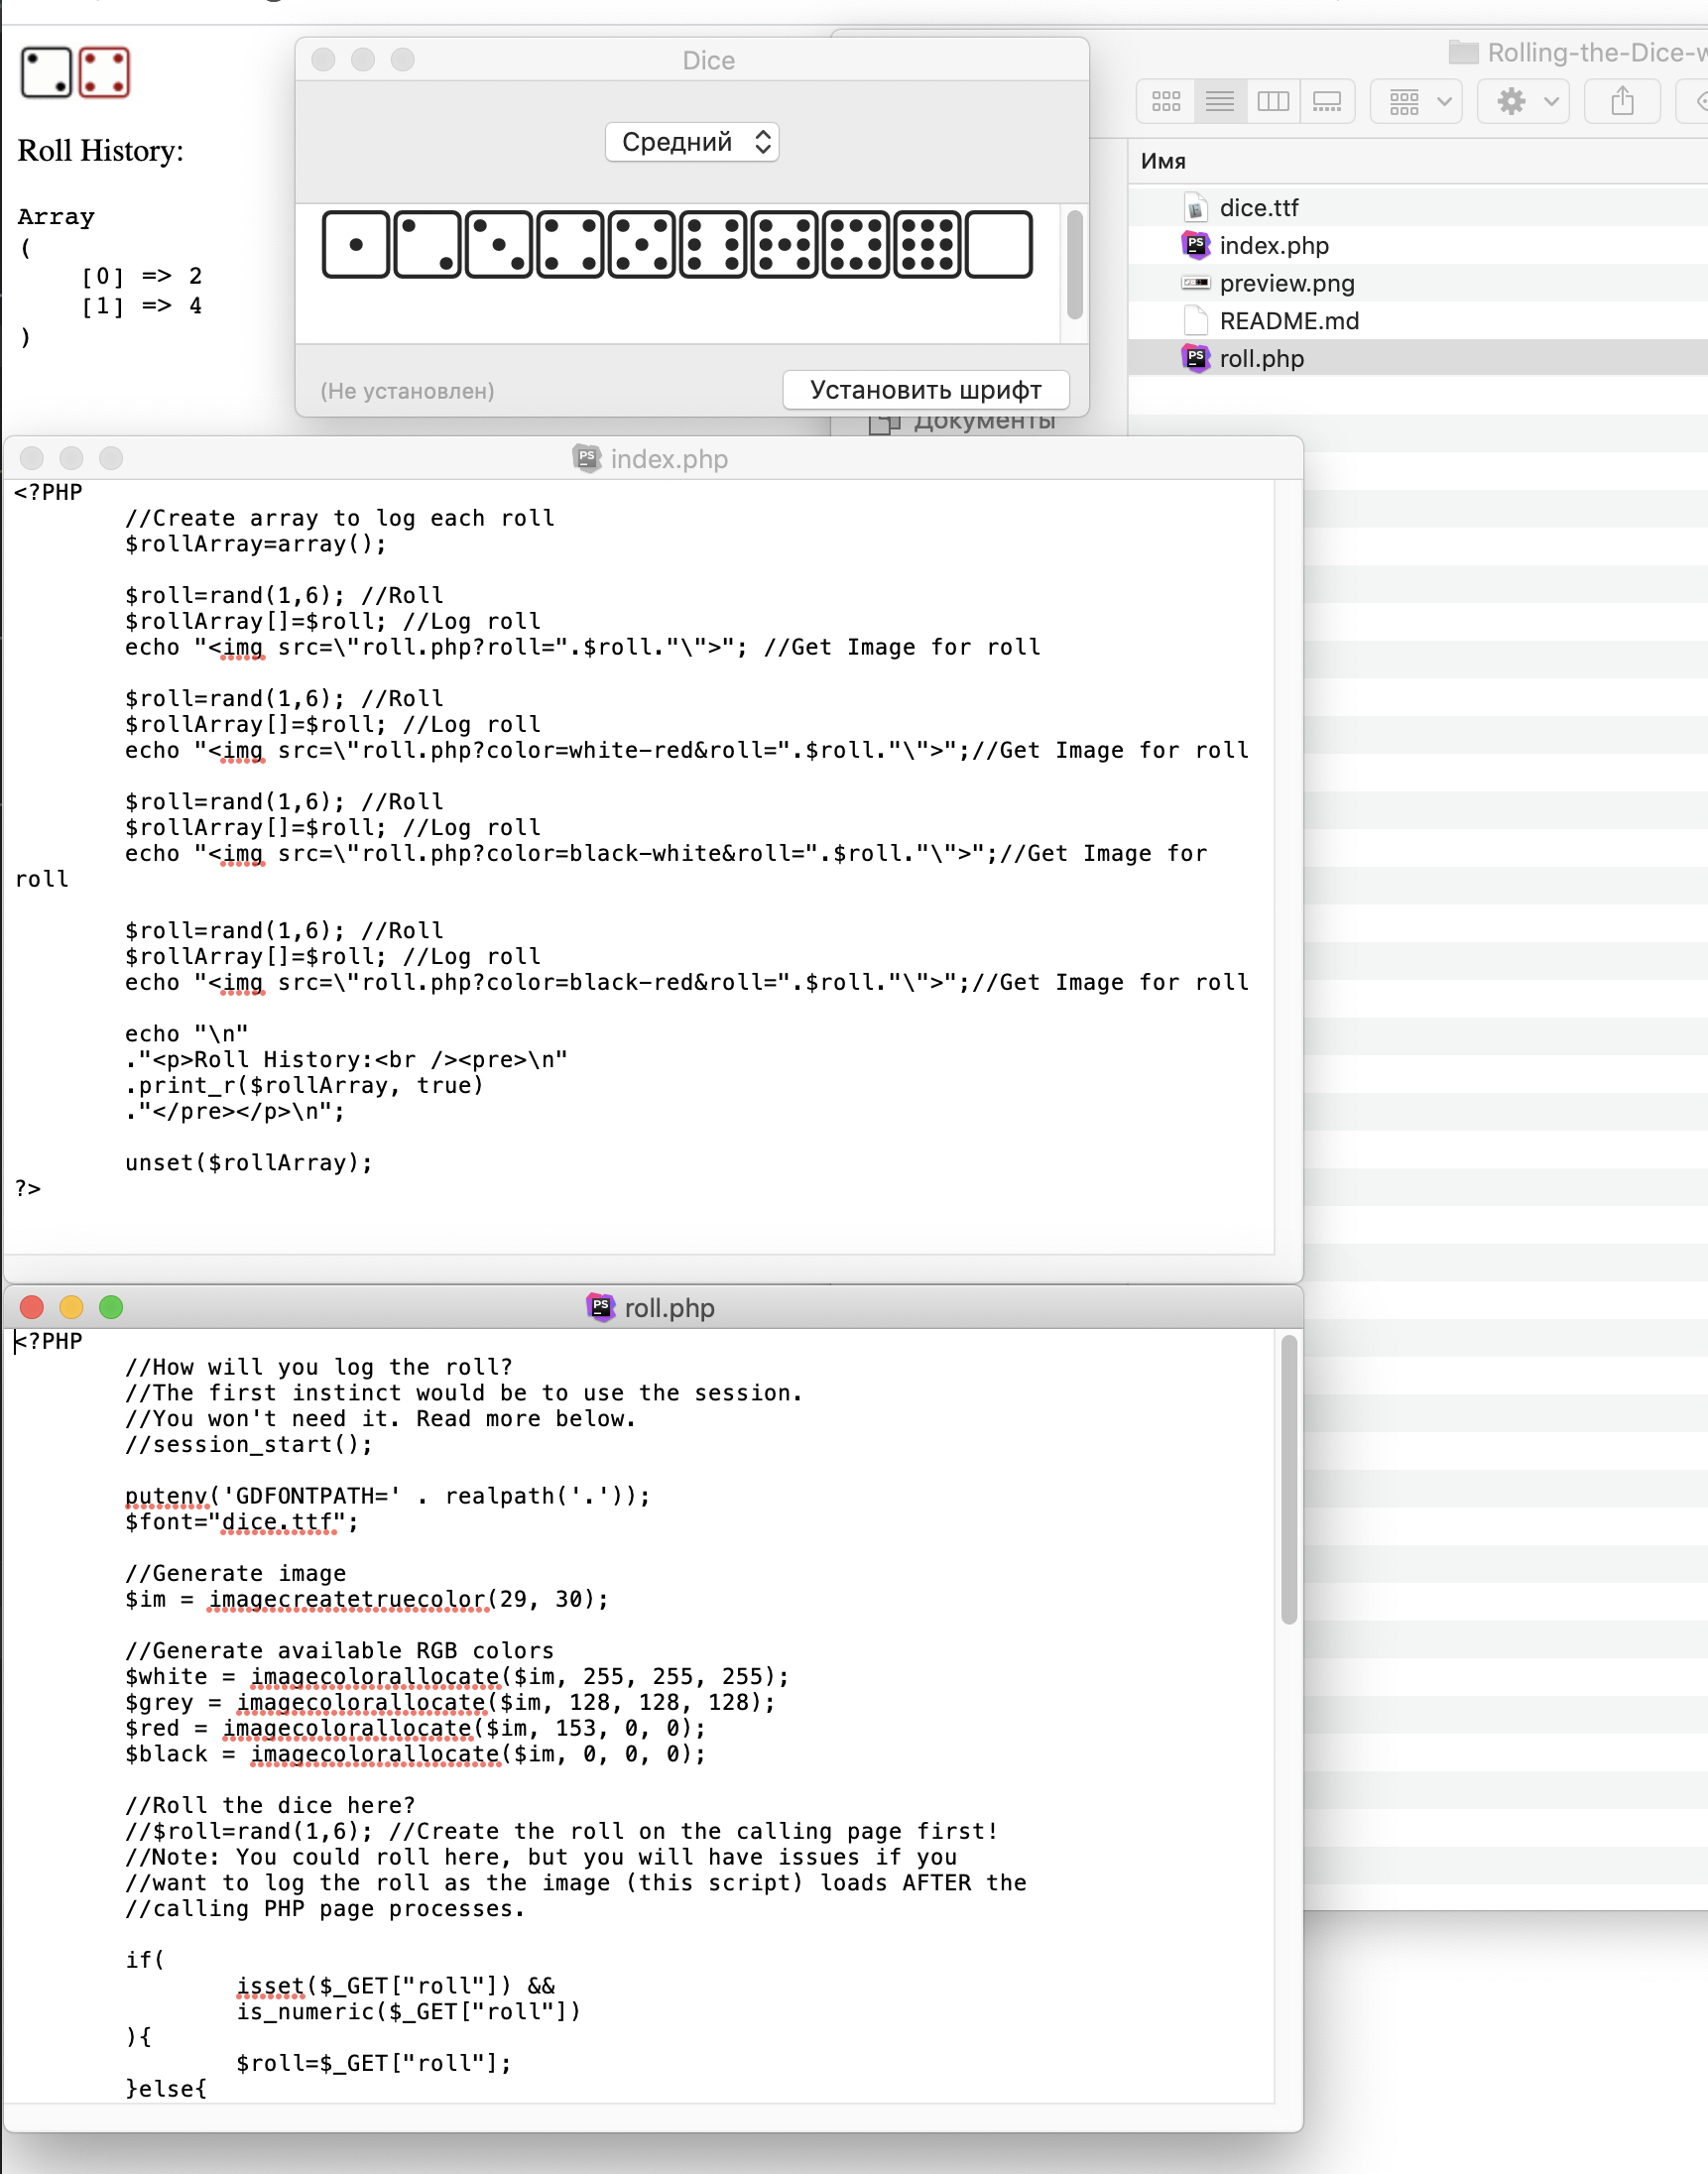 Roll History:
Array
(
    [0] => 2
    [1] => 4
)
Dice
Средний
(Не установлен)
Установить шрифт
Rolling-the-Dice-w
Имя
dice.ttf
index.php
preview.png
README.md
roll.php
Документы
index.php
<?PHP
        //Create array to log each roll
        $rollArray=array();

        $roll=rand(1,6); //Roll
        $rollArray[]=$roll; //Log roll
        echo "<img src=\"roll.php?roll=".$roll."\">"; //Get Image for roll

        $roll=rand(1,6); //Roll
        $rollArray[]=$roll; //Log roll
        echo "<img src=\"roll.php?color=white-red&roll=".$roll."\">";//Get Image for roll

        $roll=rand(1,6); //Roll
        $rollArray[]=$roll; //Log roll
        echo "<img src=\"roll.php?color=black-white&roll=".$roll."\">";//Get Image for
roll

        $roll=rand(1,6); //Roll
        $rollArray[]=$roll; //Log roll
        echo "<img src=\"roll.php?color=black-red&roll=".$roll."\">";//Get Image for roll

        echo "\n"
        ."<p>Roll History:<br /><pre>\n"
        .print_r($rollArray, true)
        ."</pre></p>\n";

        unset($rollArray);
?>
PS roll.php
<?PHP
        //How will you log the roll?
        //The first instinct would be to use the session.
        //You won't need it. Read more below.
        //session_start();

        putenv('GDFONTPATH=' . realpath('.'));
        $font="dice.ttf";

        //Generate image
        $im = imagecreatetruecolor(29, 30);

        //Generate available RGB colors
        $white = imagecolorallocate($im, 255, 255, 255);
        $grey = imagecolorallocate($im, 128, 128, 128);
        $red = imagecolorallocate($im, 153, 0, 0);
        $black = imagecolorallocate($im, 0, 0, 0);

        //Roll the dice here?
        //$roll=rand(1,6); //Create the roll on the calling page first!
        //Note: You could roll here, but you will have issues if you
        //want to log the roll as the image (this script) loads AFTER the
        //calling PHP page processes.

        if(
                isset($_GET["roll"]) &&
                is_numeric($_GET["roll"])
        ){
                $roll=$_GET["roll"];
        }else{